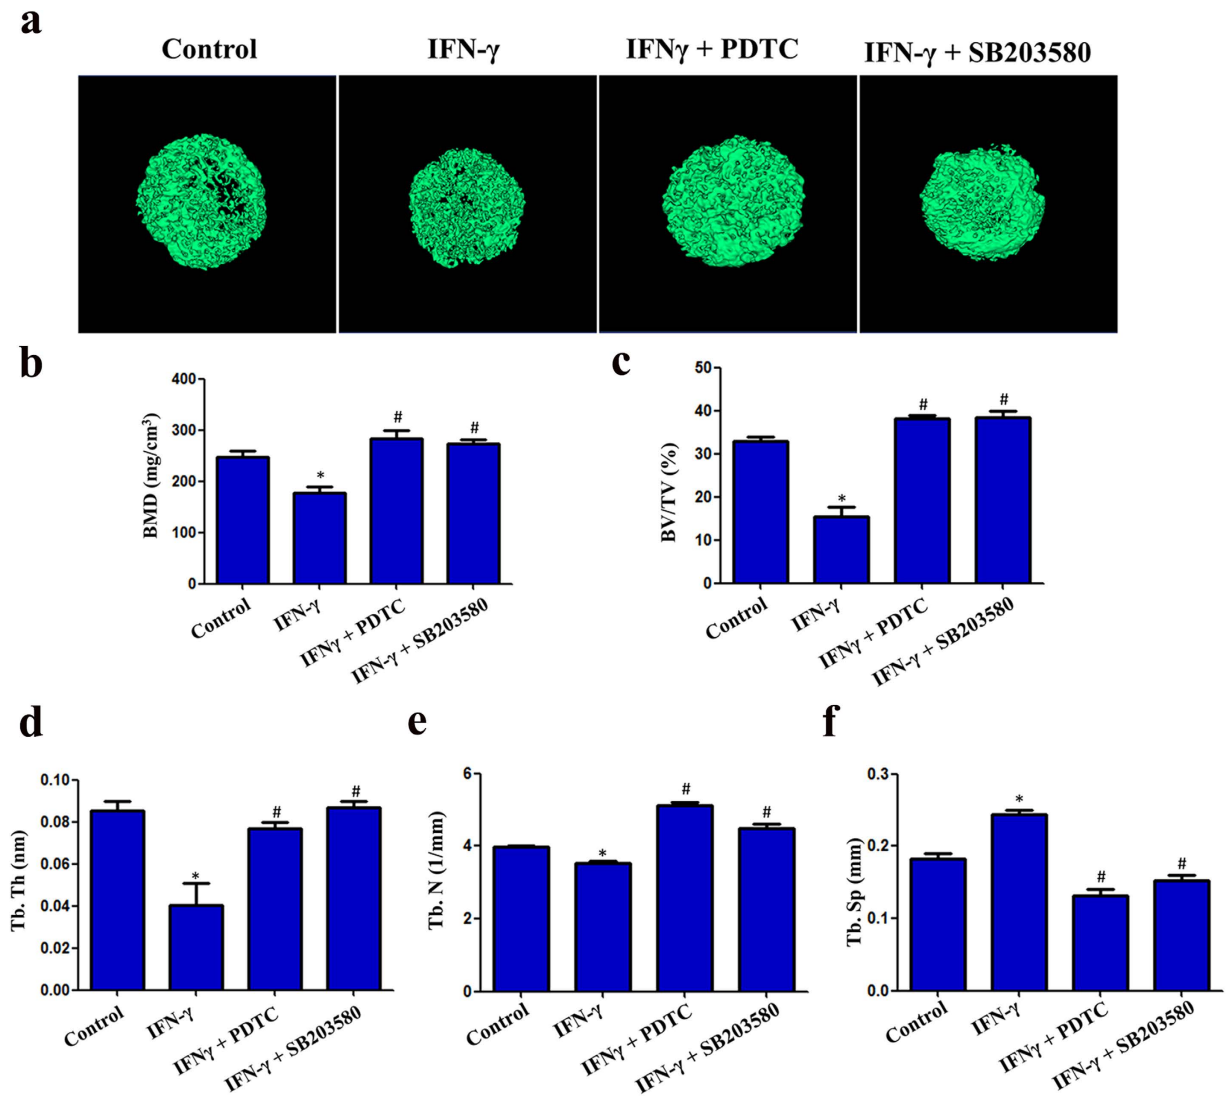 a
Control
IFN-γ
IFNγ + PDTC
IFN-γ + SB203580
b
BMD (mg/cm³)
400
300
200
100
0
*
#
#
Control
IFN-γ
IFNγ + PDTC
IFN-γ + SB203580
c
BV/TV (%)
50
40
30
20
10
0
*
#
#
Control
IFN-γ
IFNγ + PDTC
IFN-γ + SB203580
d
Tb. Th (nm)
0.10
0.08
0.06
0.04
0.02
0.00
*
#
#
Control
IFN-γ
IFNγ + PDTC
IFN-γ + SB203580
e
Tb. N (1/mm)
6
4
2
0
*
#
#
Control
IFN-γ
IFNγ + PDTC
IFN-γ + SB203580
f
Tb. Sp (mm)
0.3
0.2
0.1
0.0
*
#
#
Control
IFN-γ
IFNγ + PDTC
IFN-γ + SB203580